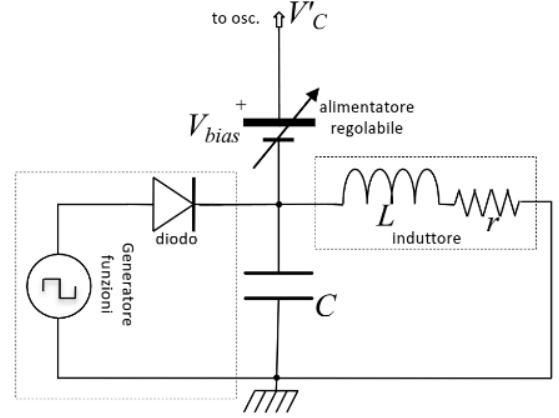 to osc. V'C
+
Vbias
alimentatore
regolabile
diodo
Generatore
funzioni
L
r
induttore
C